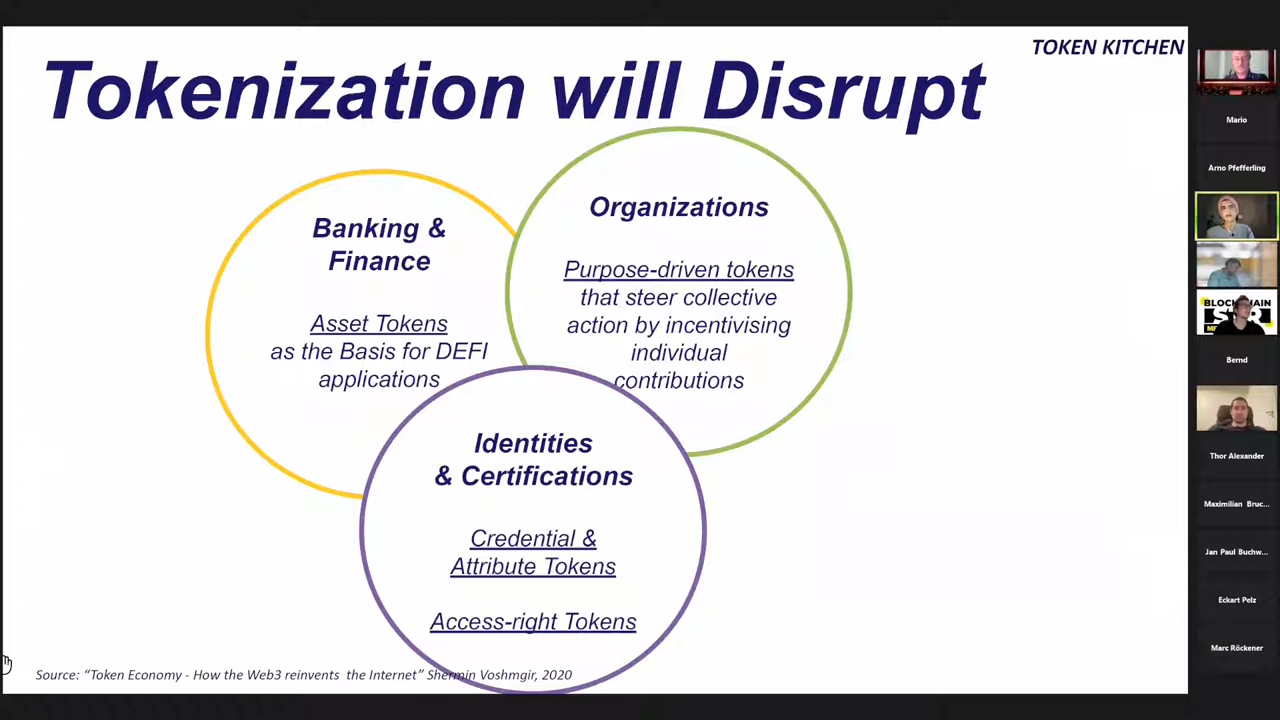 TOKEN KITCHEN
Tokenization will Disrupt
Banking &
Finance
Asset Tokens
as the Basis for DEFI
applications
Organizations
Purpose-driven tokens
that steer collective
action by incentivising
individual
contributions
Identities
& Certifications
Credential &
Attribute Tokens
Access-right Tokens
Source: “Token Economy - How the Web3 reinvents the Internet” Shermin Voshmgir, 2020
Mario
Arno Pfefferling
Bernd
Thor Alexander
Maximilian Bruc...
Jan Paul Buchw...
Eckart Pelz
Marc Röckener